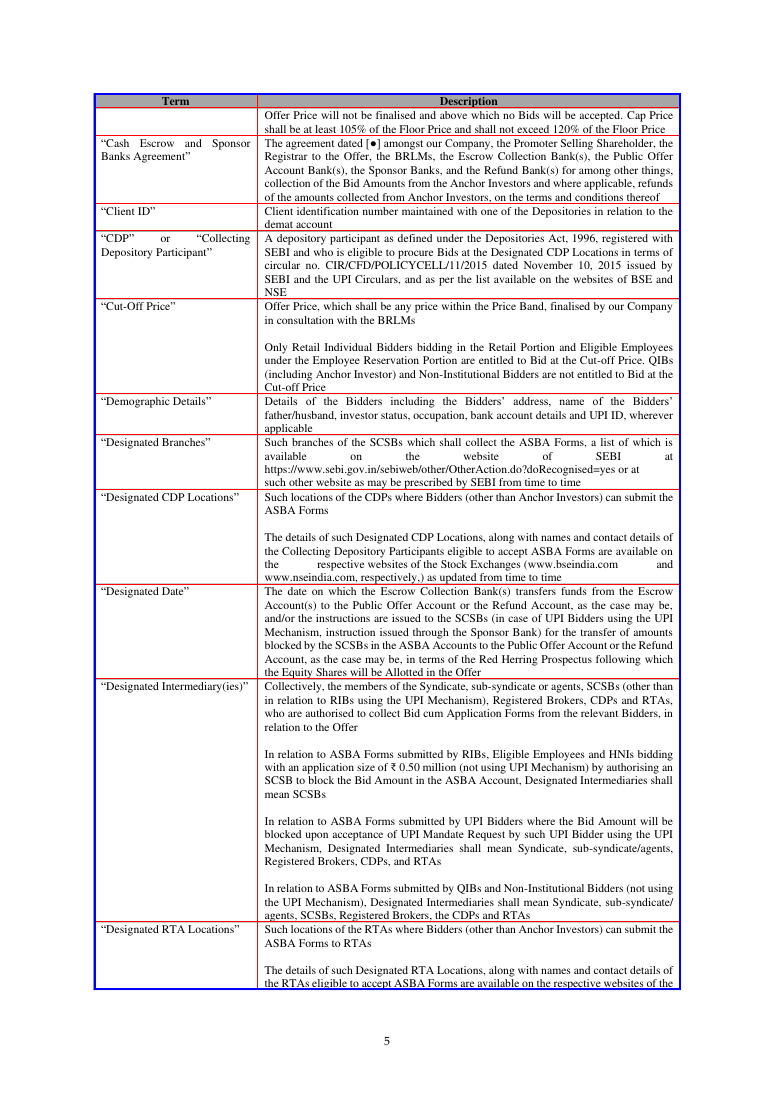 Term Description
Offer Price will not be finalised and above which no Bids will be accepted. Cap Price
shall be at least 105% of the Floor Price and shall not exceed 120% of the Floor Price
“Cash Escrow and Sponsor
Banks Agreement”
The agreement dated [●] amongst our Company, the Promoter Selling Shareholder, the
Registrar to the Offer, the BRLMs, the Escrow Collection Bank(s), the Public Offer
Account Bank(s), the Sponsor Banks, and the Refund Bank(s) for among other things,
collection of the Bid Amounts from the Anchor Investors and where applicable, refunds
of the amounts collected from Anchor Investors, on the terms and conditions thereof
“Client ID”
Client identification number maintained with one of the Depositories in relation to the
demat account
“CDP” or “Collecting
Depository Participant”
A depository participant as defined under the Depositories Act, 1996, registered with
SEBI and who is eligible to procure Bids at the Designated CDP Locations in terms of
circular no. CIR/CFD/POLICYCELL/11/2015 dated November 10, 2015 issued by
SEBI and the UPI Circulars, and as per the list available on the websites of BSE and
NSE
“Cut-Off Price”
Offer Price, which shall be any price within the Price Band, finalised by our Company
in consultation with the BRLMs
Only Retail Individual Bidders bidding in the Retail Portion and Eligible Employees
under the Employee Reservation Portion are entitled to Bid at the Cut-off Price. QIBs
(including Anchor Investor) and Non-Institutional Bidders are not entitled to Bid at the
Cut-off Price
“Demographic Details”
Details of the Bidders including the Bidders’ address, name of the Bidders’
father/husband, investor status, occupation, bank account details and UPI ID, wherever
applicable
“Designated Branches”
Such branches of the SCSBs which shall collect the ASBA Forms, a list of which is
available on the website of SEBI at
https://www.sebi.gov.in/sebiweb/other/OtherAction.do?doRecognised=yes or at
such other website as may be prescribed by SEBI from time to time
“Designated CDP Locations”
Such locations of the CDPs where Bidders (other than Anchor Investors) can submit the
ASBA Forms
The details of such Designated CDP Locations, along with names and contact details of
the Collecting Depository Participants eligible to accept ASBA Forms are available on
the respective websites of the Stock Exchanges (www.bseindia.com and
www.nseindia.com, respectively,) as updated from time to time
“Designated Date”
The date on which the Escrow Collection Bank(s) transfers funds from the Escrow
Account(s) to the Public Offer Account or the Refund Account, as the case may be,
and/or the instructions are issued to the SCSBs (in case of UPI Bidders using the UPI
Mechanism, instruction issued through the Sponsor Bank) for the transfer of amounts
blocked by the SCSBs in the ASBA Accounts to the Public Offer Account or the Refund
Account, as the case may be, in terms of the Red Herring Prospectus following which
the Equity Shares will be Allotted in the Offer
“Designated Intermediary(ies)”
Collectively, the members of the Syndicate, sub-syndicate or agents, SCSBs (other than
in relation to RIBs using the UPI Mechanism), Registered Brokers, CDPs and RTAs,
who are authorised to collect Bid cum Application Forms from the relevant Bidders, in
relation to the Offer
In relation to ASBA Forms submitted by RIBs, Eligible Employees and HNIs bidding
with an application size of ₹ 0.50 million (not using UPI Mechanism) by authorising an
SCSB to block the Bid Amount in the ASBA Account, Designated Intermediaries shall
mean SCSBs
In relation to ASBA Forms submitted by UPI Bidders where the Bid Amount will be
blocked upon acceptance of UPI Mandate Request by such UPI Bidder using the UPI
Mechanism, Designated Intermediaries shall mean Syndicate, sub-syndicate/agents,
Registered Brokers, CDPs, and RTAs
In relation to ASBA Forms submitted by QIBs and Non-Institutional Bidders (not using
the UPI Mechanism), Designated Intermediaries shall mean Syndicate, sub-syndicate/
agents, SCSBs, Registered Brokers, the CDPs and RTAs
“Designated RTA Locations”
Such locations of the RTAs where Bidders (other than Anchor Investors) can submit the
ASBA Forms to RTAs
The details of such Designated RTA Locations, along with names and contact details of
the RTAs eligible to accept ASBA Forms are available on the respective websites of the
5